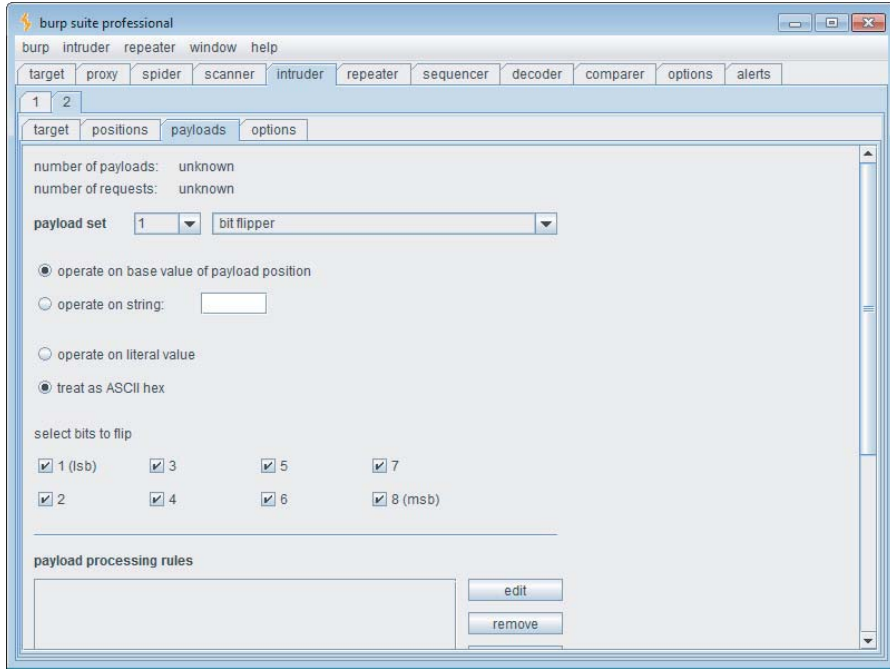 burp suite professional
burp intruder repeater window help
target proxy spider scanner intruder repeater sequencer decoder comparer options alerts
1 2
target positions payloads options
number of payloads: unknown
number of requests: unknown
payload set 1 bit flipper
operate on base value of payload position
operate on string:
operate on literal value
treat as ASCII hex
select bits to flip
1 (lsb) 3 5 7
2 4 6 8 (msb)
payload processing rules
edit
remove